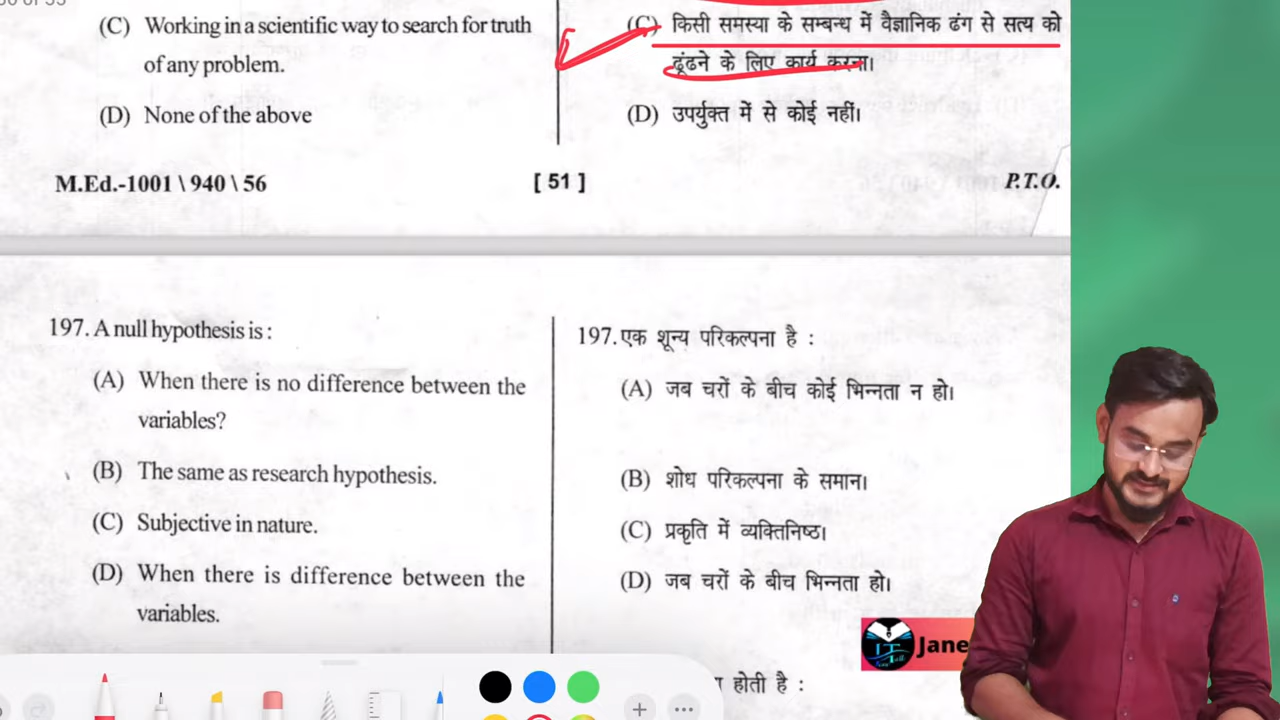 (C) Working in a scientific way to search for truth
of any problem.
(D) None of the above
(C) किसी समस्या के सम्बन्ध में वैज्ञानिक ढंग से सत्य को
ढूंढने के लिए कार्य करना।
(D) उपर्युक्त में से कोई नहीं।
M.Ed.-1001 \ 940 \ 56
[ 51 ]
P.T.O.
197. A null hypothesis is :
(A) When there is no difference between the
variables?
(B) The same as research hypothesis.
(C) Subjective in nature.
(D) When there is difference between the
variables.
197. एक शून्य परिकल्पना है :
(A) जब चरों के बीच कोई भिन्नता न हो।
(B) शोध परिकल्पना के समान।
(C) प्रकृति में व्यक्तिनिष्ठ।
(D) जब चरों के बीच भिन्नता हो।
होती है :
Jane